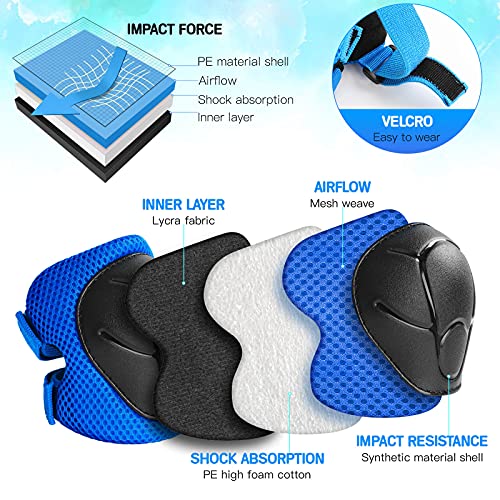 IMPACT FORCE
PE material shell
Airflow
Shock absorption
Inner layer
VELCRO
Easy to wear
INNER LAYER
Lycra fabric
AIRFLOW
Mesh weave
SHOCK ABSORPTION
PE high foam cotton
IMPACT RESISTANCE
Synthetic material shell